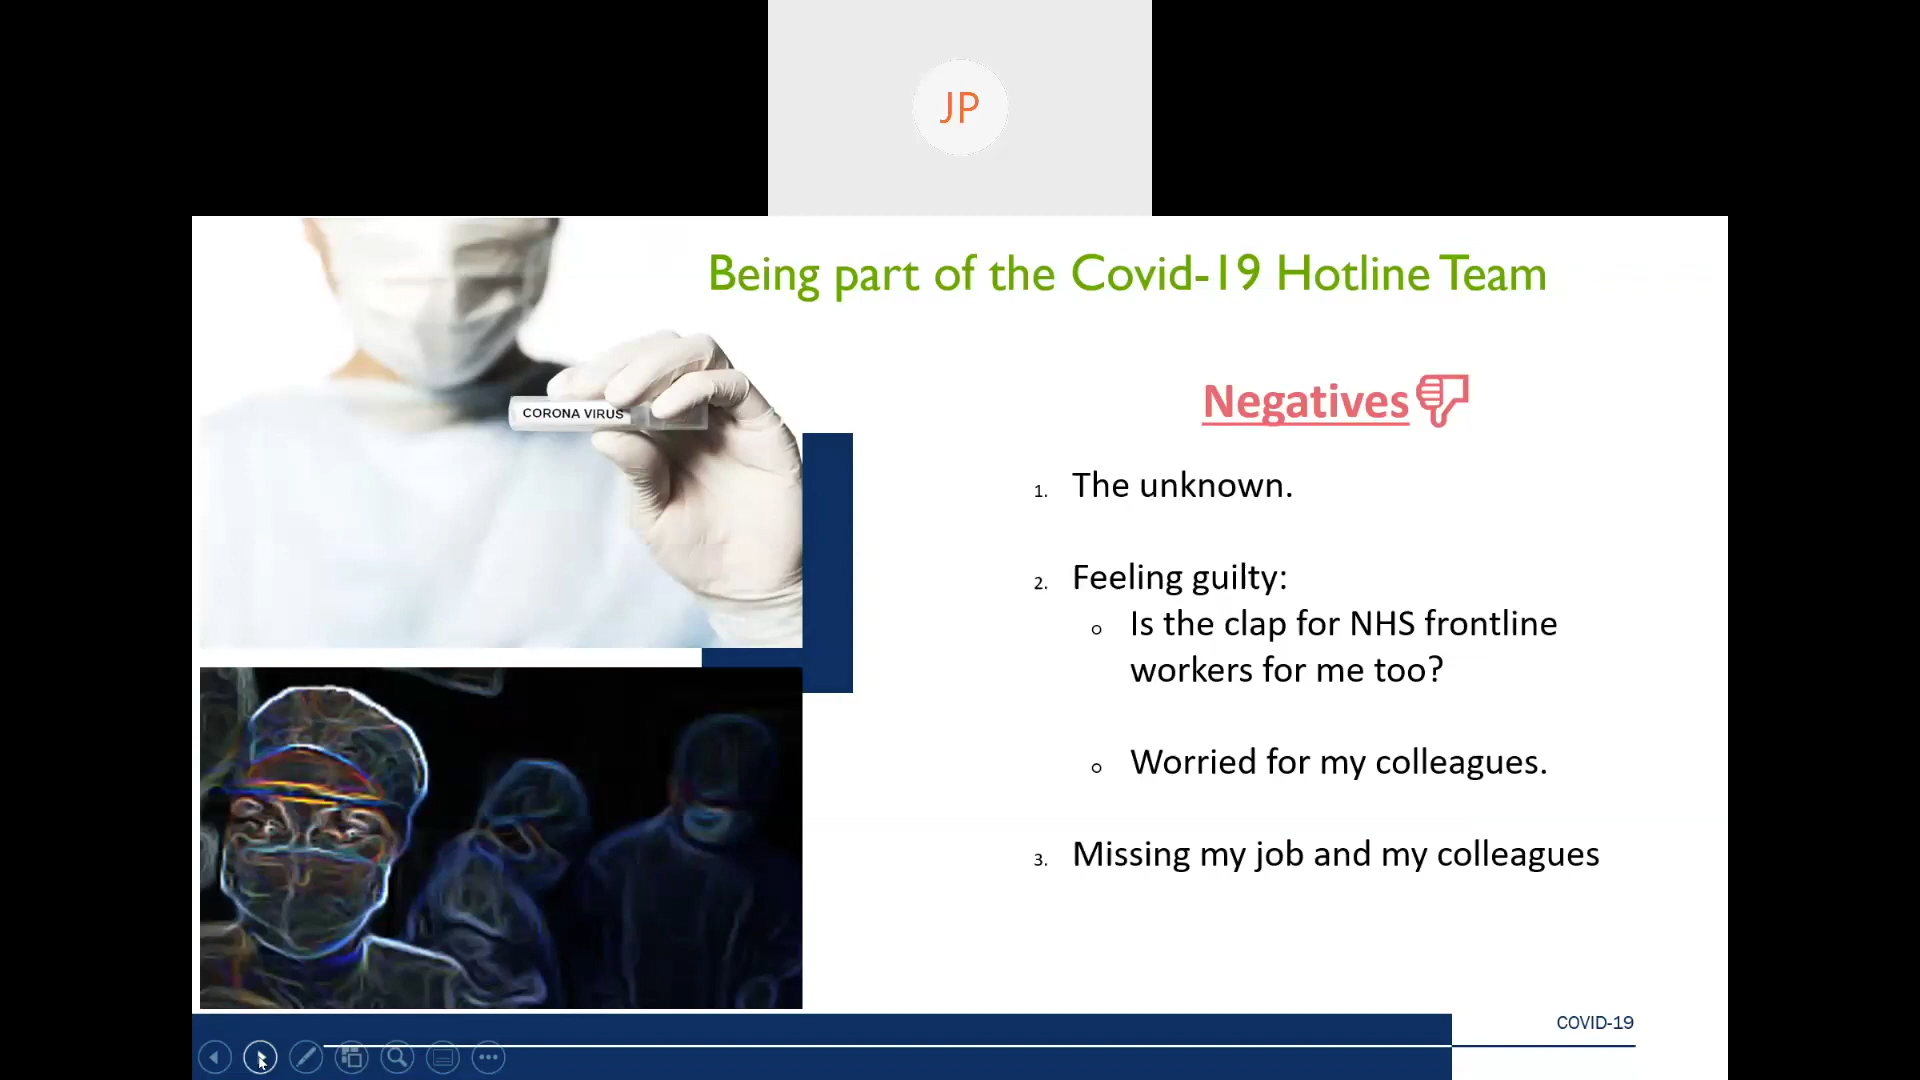 JP
Being part of the Covid-19 Hotline Team
CORONA VIRUS
Negatives
1. The unknown.
2. Feeling guilty:
o Is the clap for NHS frontline
workers for me too?
o Worried for my colleagues.
3. Missing my job and my colleagues
COVID-19